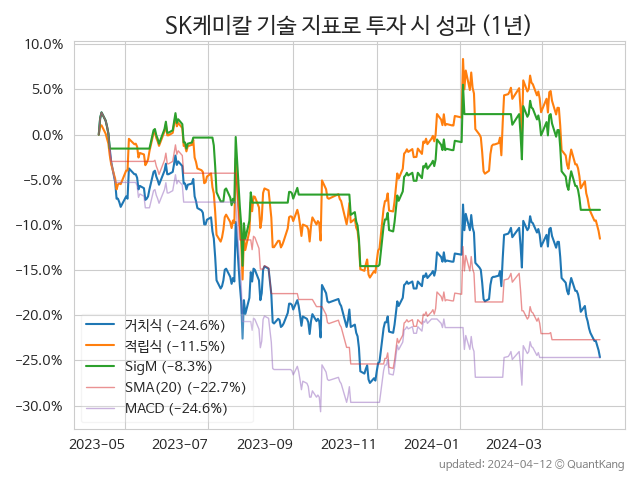 SK케미칼 기술 지표로 투자 시 성과 (1년)
10.0%
5.0%
0.0%
−5.0%
−10.0%
−15.0%
−20.0%
−25.0%
−30.0%
거치식 (−24.6%)
적립식 (−11.5%)
SigM (−8.3%)
SMA(20) (−22.7%)
MACD (−24.6%)
2023−05
2023−07
2023−09
2023−11
2024−01
2024−03
updated: 2024−04−12 © QuantKang